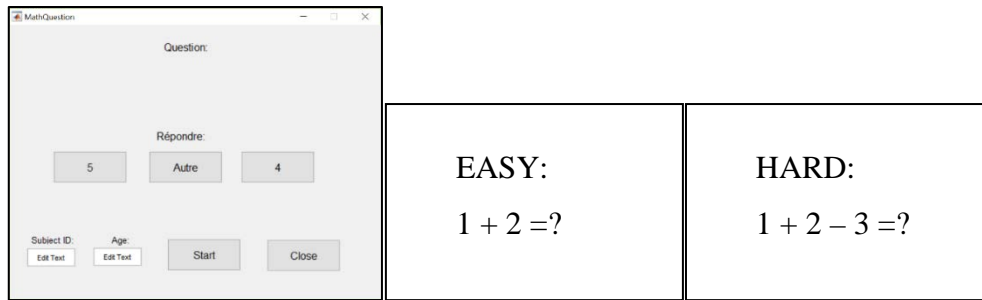 MathQuestion
Question:
Répondre:
5 Autre 4
Subject ID: Age:
Edit Text Edit Text Start Close
EASY:
1 + 2 =?
HARD:
1 + 2 – 3 =?